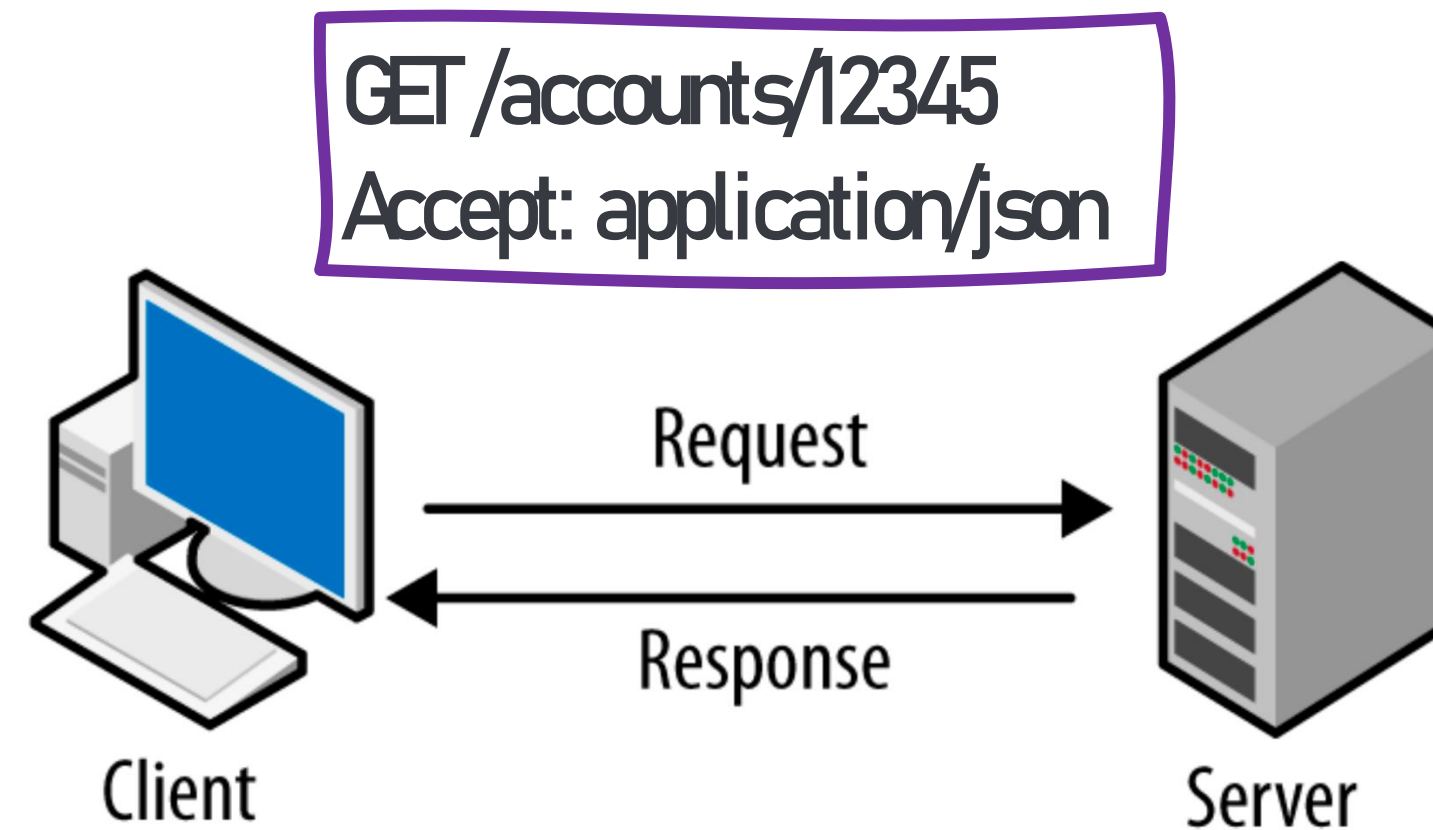 GET /accounts/12345
Accept: application/json
Request
Response
Client
Server